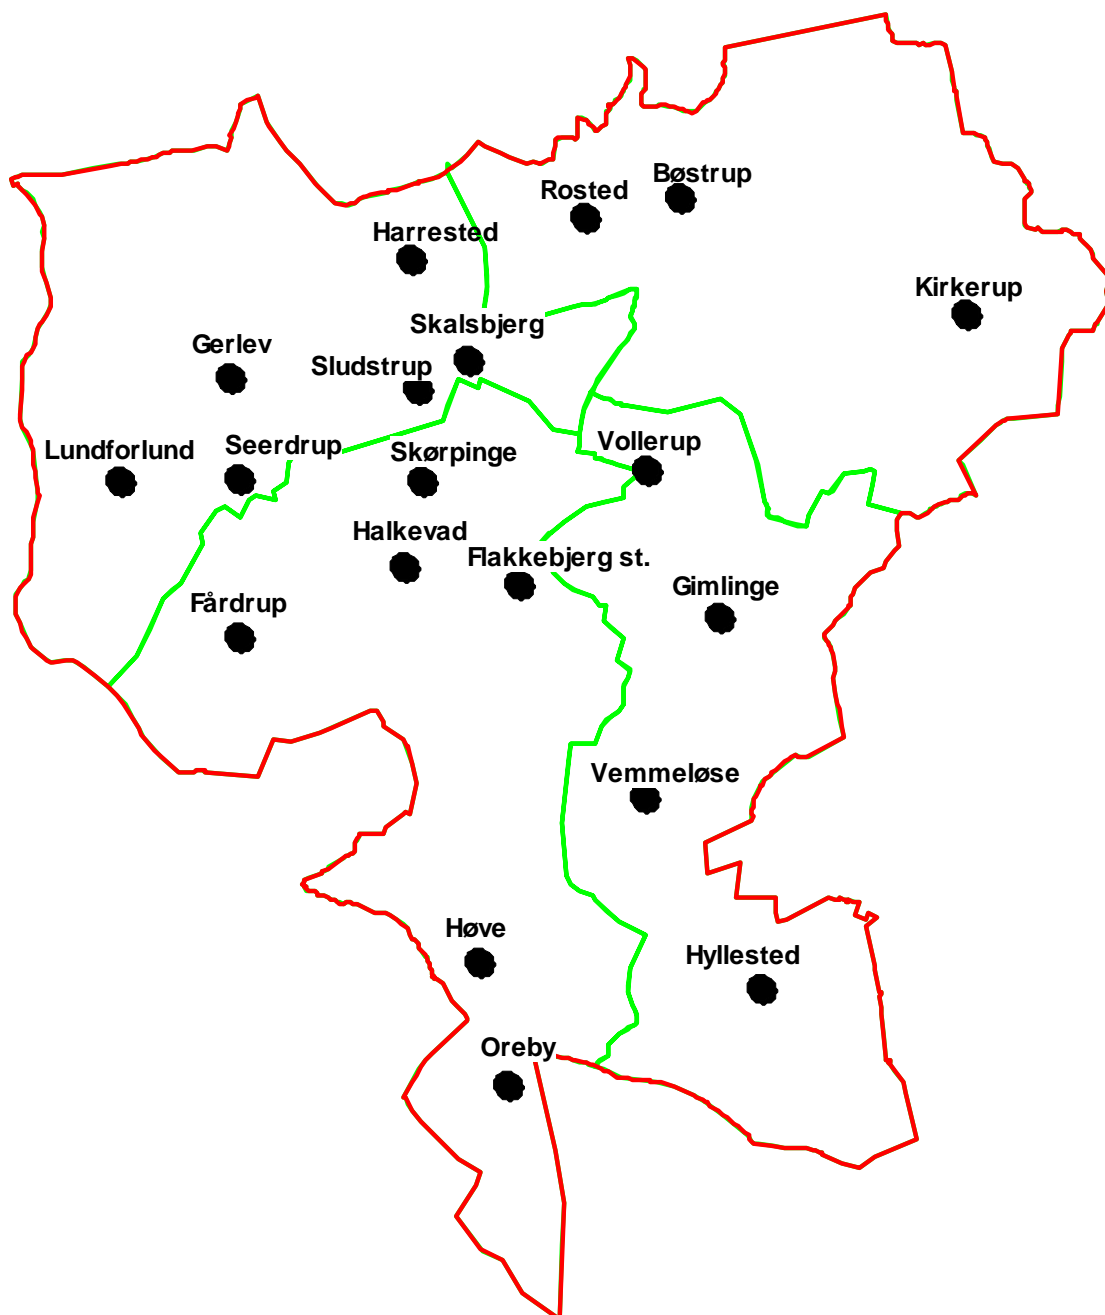 Bøstrup
Rosted
Harrested
Kirkerup
Skalsbjerg
Gerlev
Sludstrup
Vollerup
Seerdrup
Lundforlund
Skørpinge
Halkevad
Flakkebjerg st.
Gimlinge
Fårdrup
Vemmeløse
Høve
Hyllested
Oreby